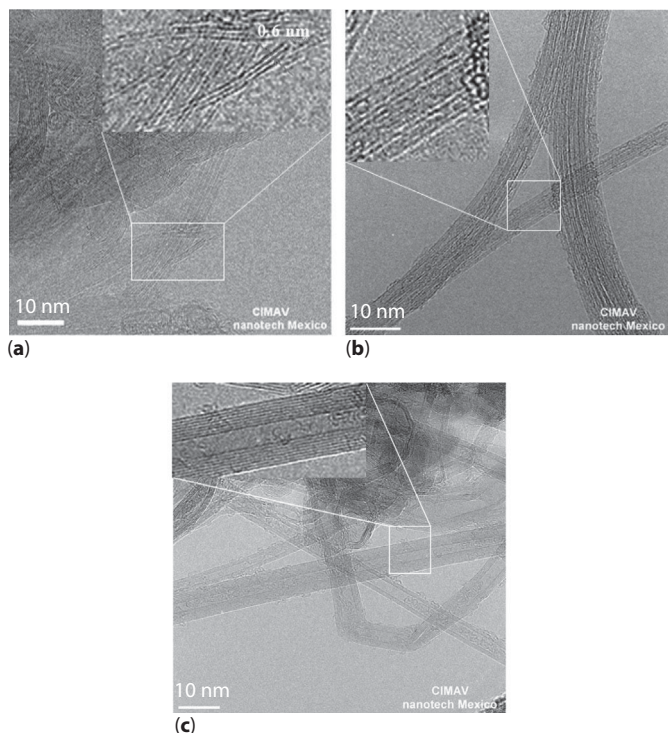 0.6 nm
10 nm
CIMAV
nanotech Mexico
(a)
10 nm
CIMAV
nanotech Mexico
(b)
10 nm
CIMAV
nanotech Mexico
(c)